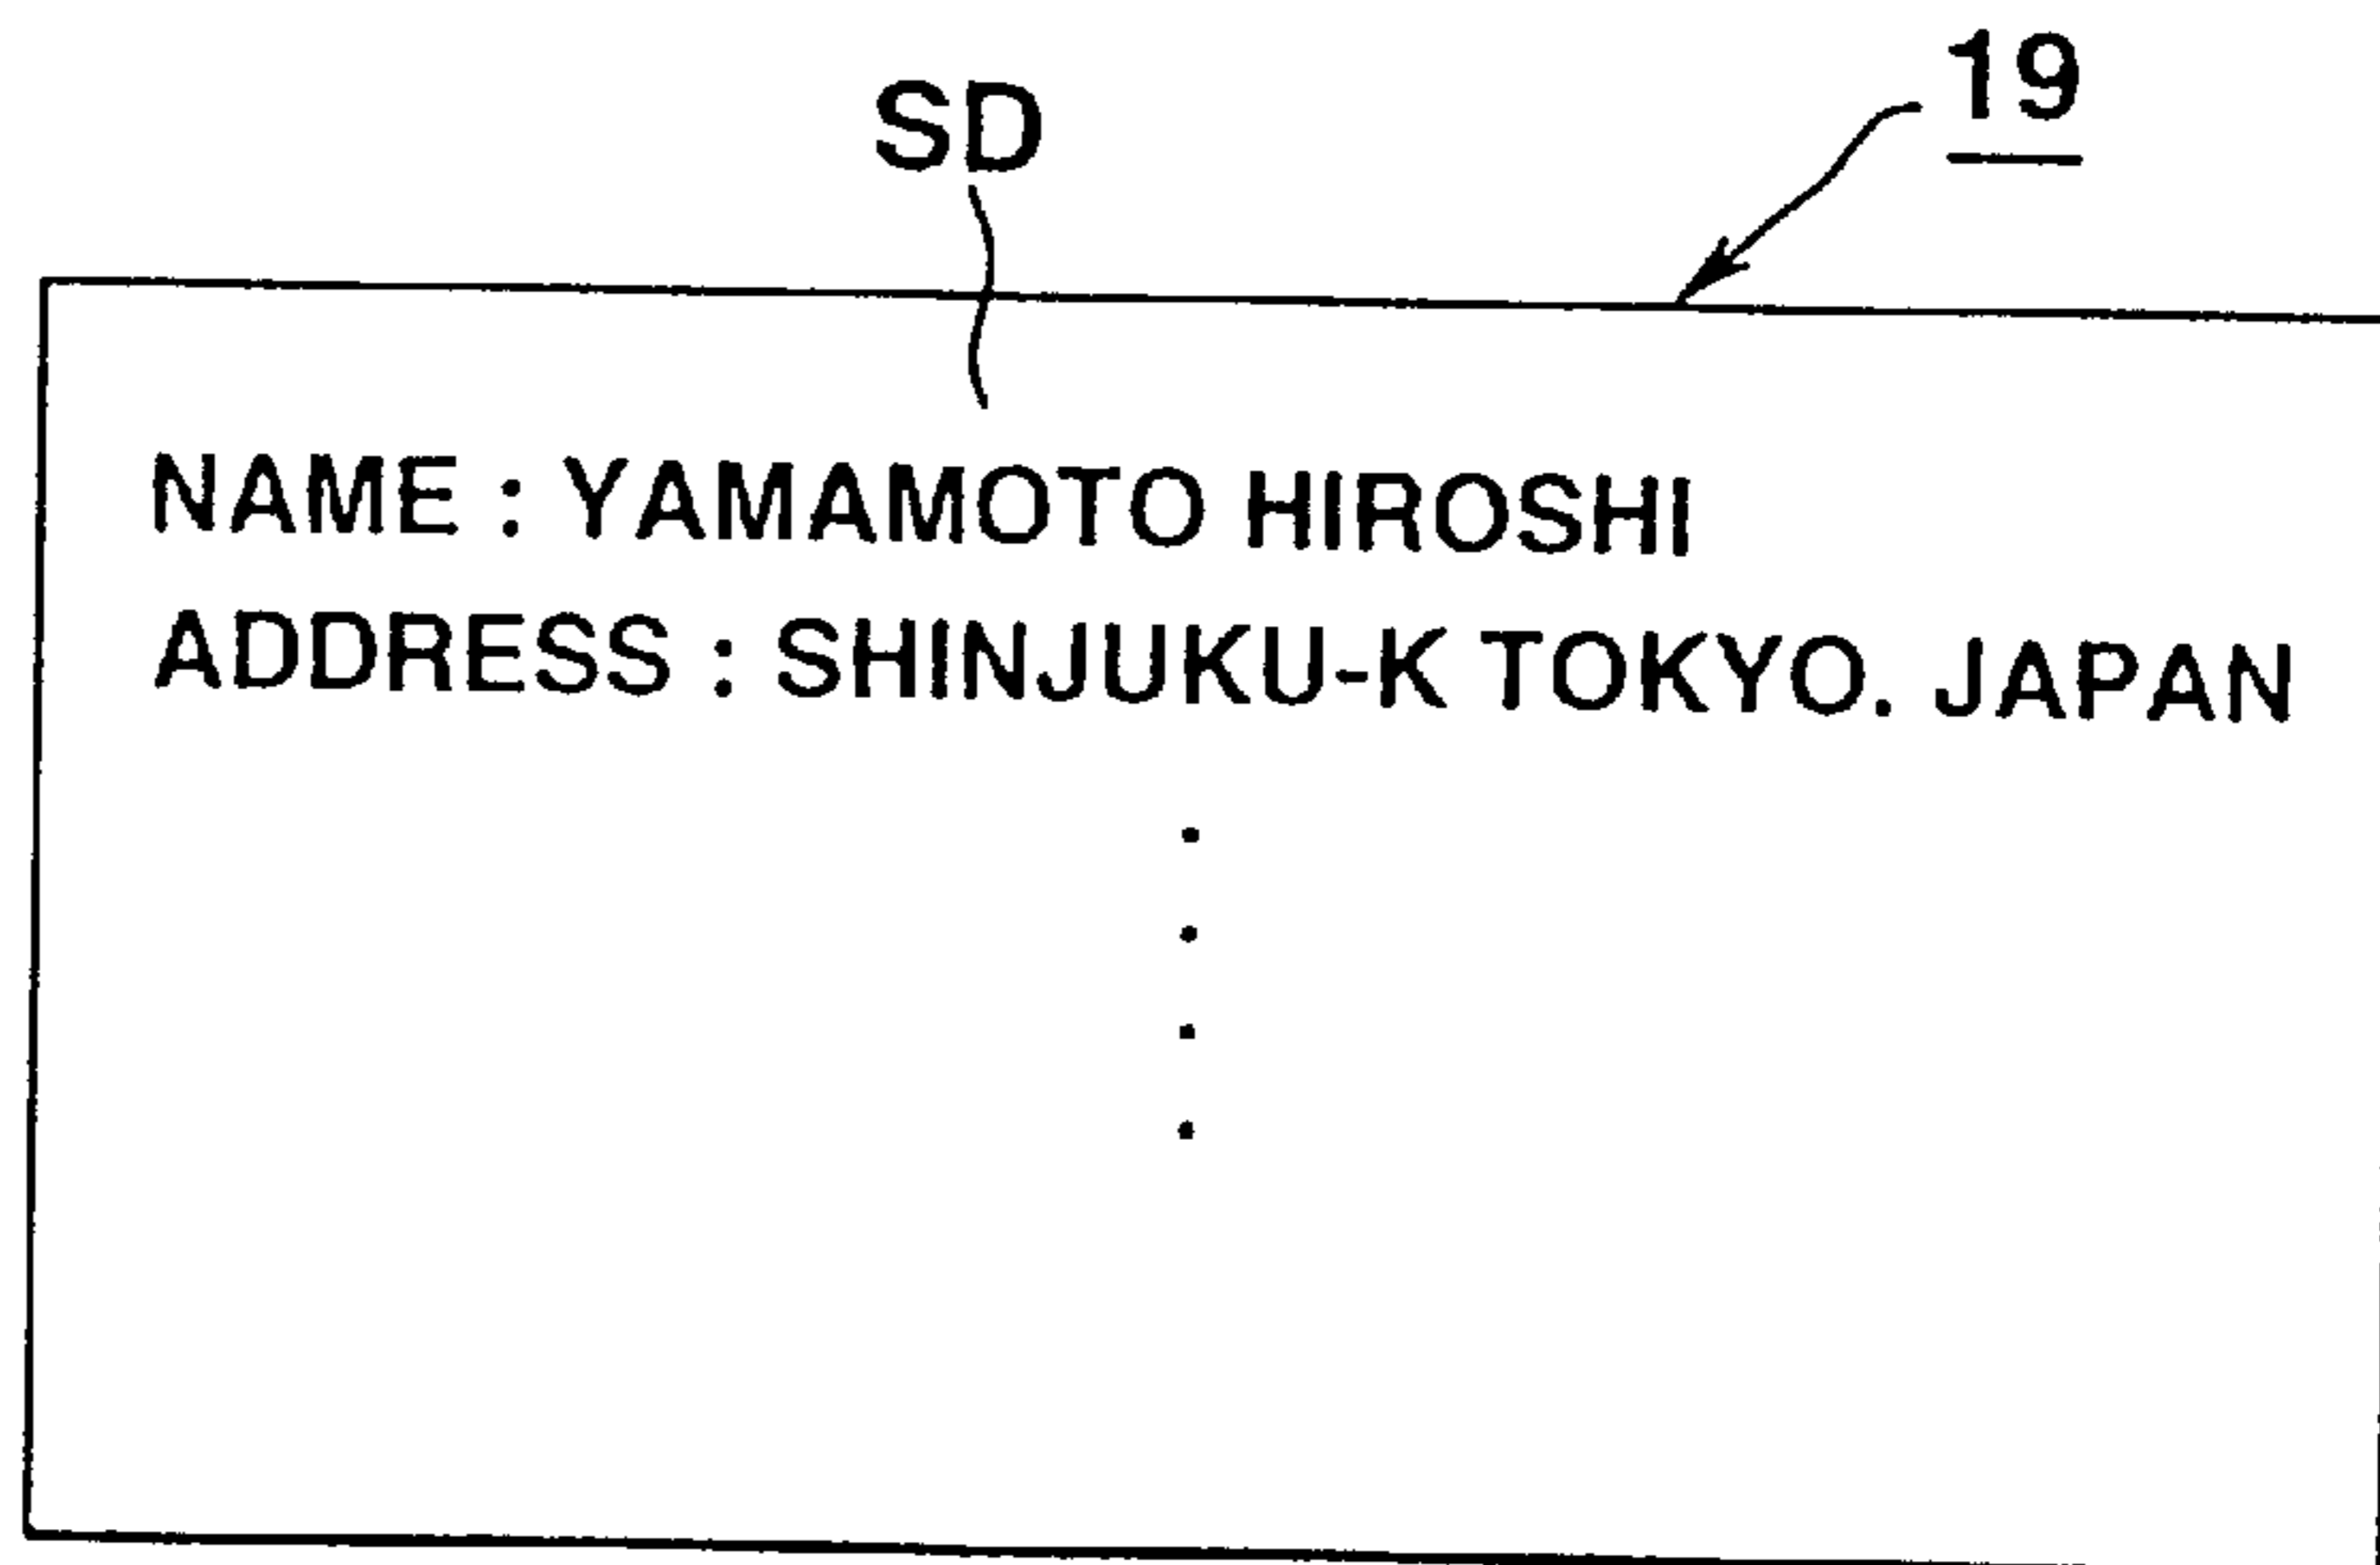 SD
19
NAME : YAMAMOTO HIROSHI
ADDRESS : SHINJUKU-K TOKYO. JAPAN